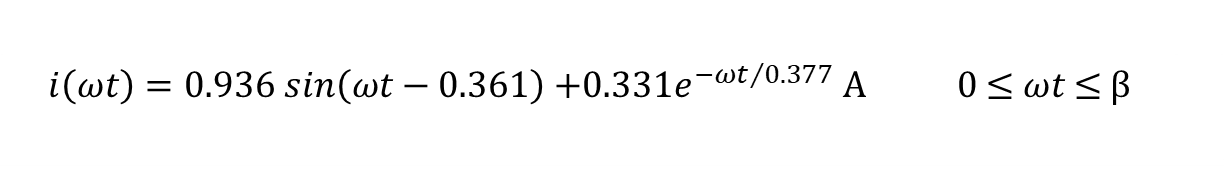 i(ωt) = 0.936 sin(ωt − 0.361) +0.331e^{−ωt/0.377} A 0 ≤ ωt ≤ β